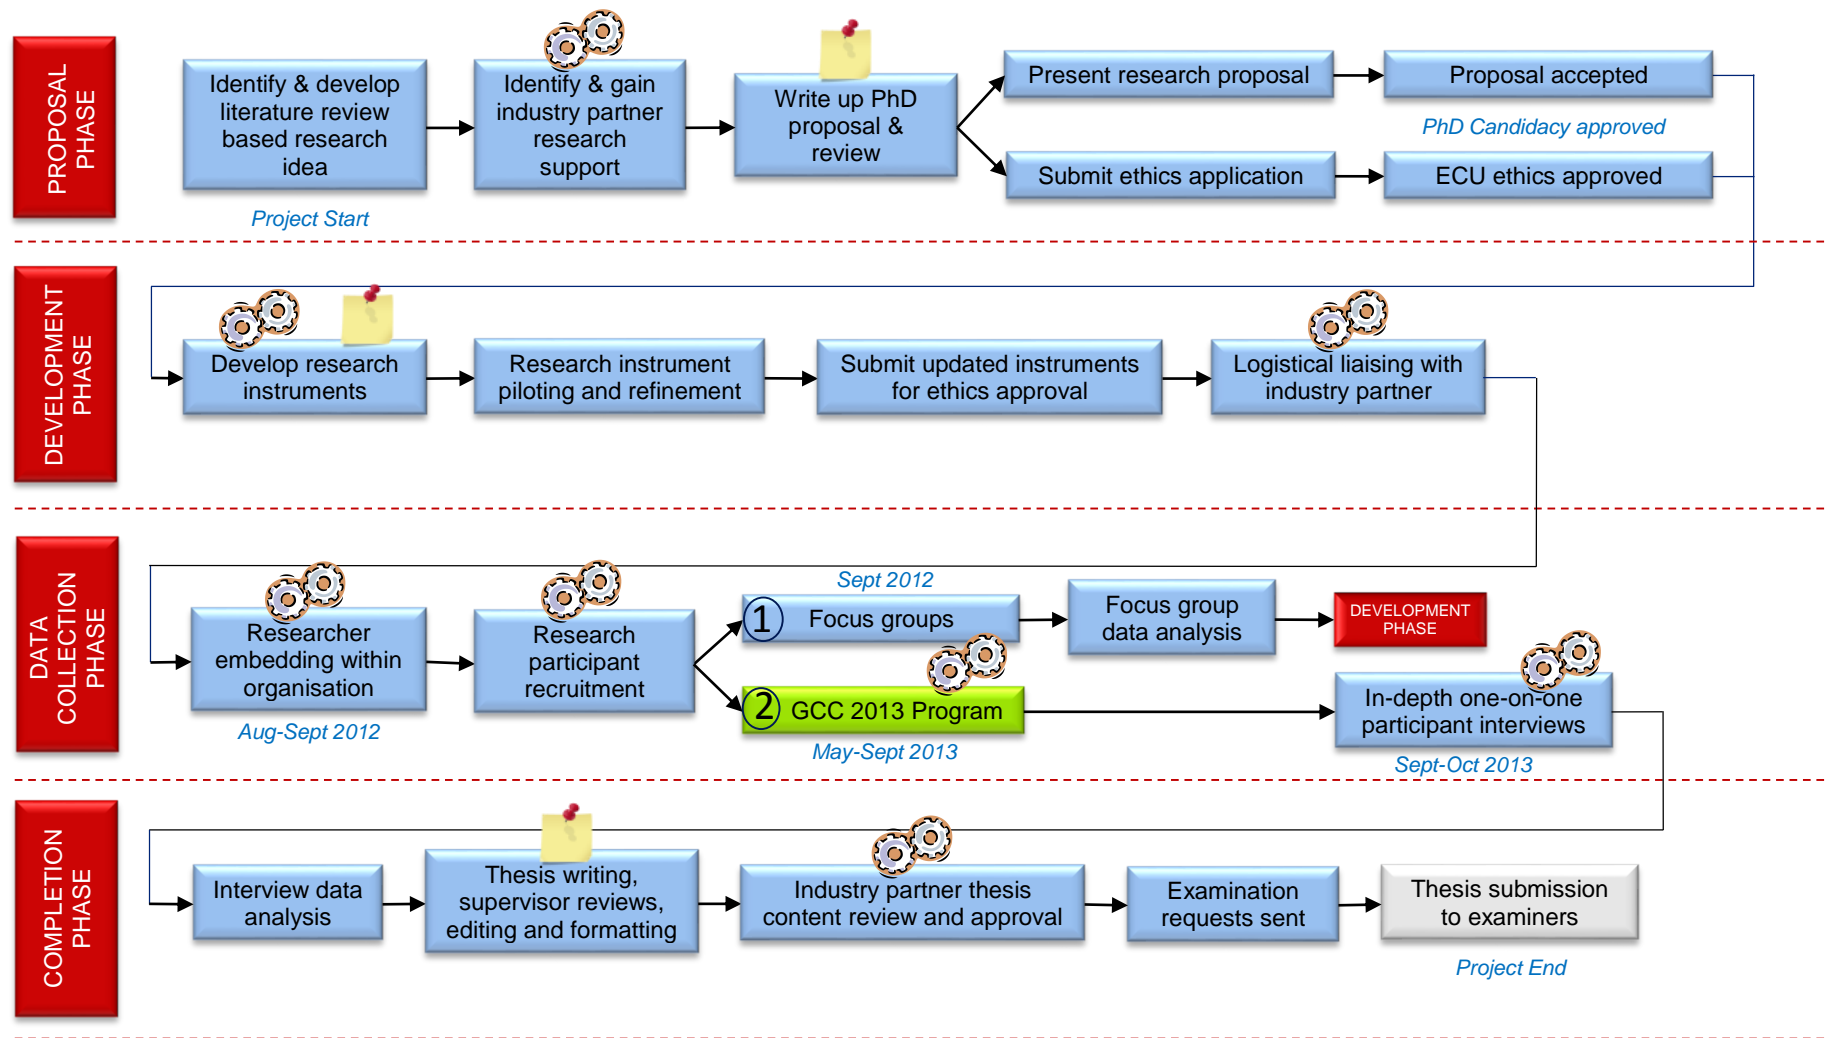 PROPOSAL
PHASE
Identify & develop
literature review
based research
idea
Project Start
Identify & gain
industry partner
research
support
Write up PhD
proposal &
review
Present research proposal
Proposal accepted
PhD Candidacy approved
Submit ethics application
ECU ethics approved
DEVELOPMENT
PHASE
Develop research
instruments
Research instrument
piloting and refinement
Submit updated instruments
for ethics approval
Logistical liaising with
industry partner
DATA
COLLECTION
PHASE
Researcher
embedding within
organisation
Aug-Sept 2012
Research
participant
recruitment
Sept 2012
1 Focus groups
Focus group
data analysis
DEVELOPMENT
PHASE
2 GCC 2013 Program
May-Sept 2013
In-depth one-on-one
participant interviews
Sept-Oct 2013
COMPLETION
PHASE
Interview data
analysis
Thesis writing,
supervisor reviews,
editing and formatting
Industry partner thesis
content review and approval
Examination
requests sent
Thesis submission
to examiners
Project End